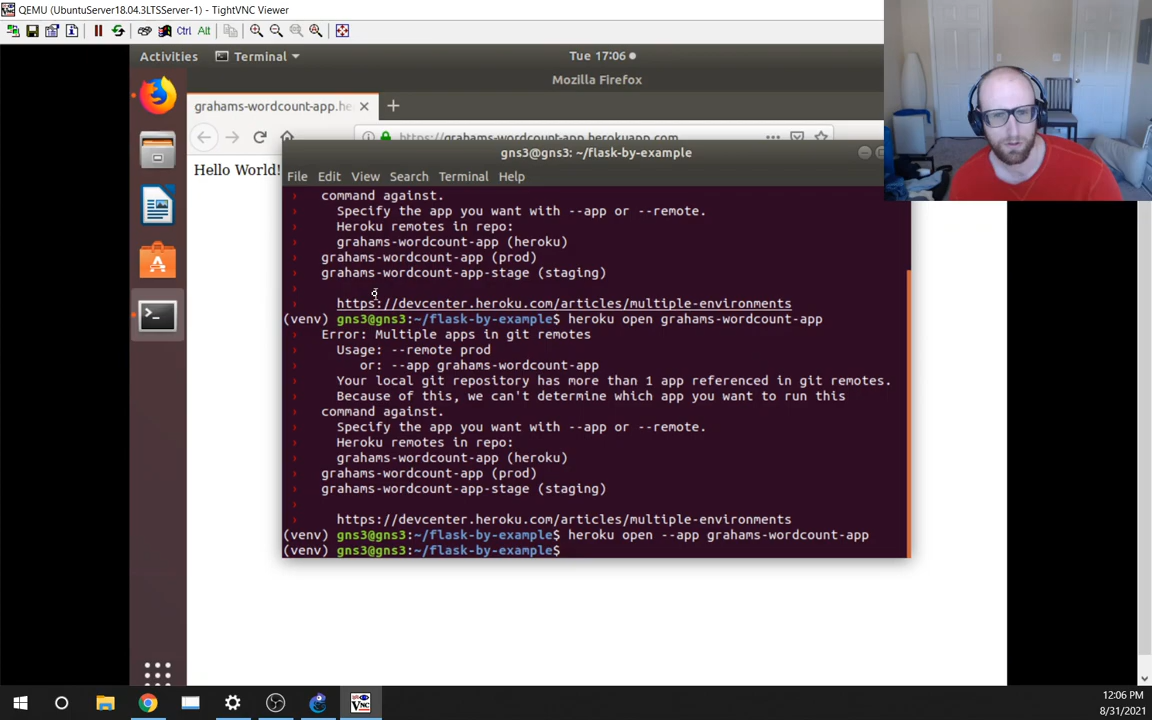 QEMU (UbuntuServer18.04.3LTSServer-1) - TightVNC Viewer
Ctrl Alt
Activities
Terminal
Tue 17:06
Mozilla Firefox
grahams-wordcount-app.he
https://grahams-wordcount-app.herokuapp.com
Hello World!
gns3@gns3: ~/flask-by-example
File Edit View Search Terminal Help
› command against.
› Specify the app you want with --app or --remote.
› Heroku remotes in repo:
› grahams-wordcount-app (heroku)
› grahams-wordcount-app (prod)
› grahams-wordcount-app-stage (staging)
›
› https://devcenter.heroku.com/articles/multiple-environments
(venv) gns3@gns3:~/flask-by-example$ heroku open grahams-wordcount-app
› Error: Multiple apps in git remotes
› Usage: --remote prod
› or: --app grahams-wordcount-app
› Your local git repository has more than 1 app referenced in git remotes.
› Because of this, we can't determine which app you want to run this
› command against.
› Specify the app you want with --app or --remote.
› Heroku remotes in repo:
› grahams-wordcount-app (heroku)
› grahams-wordcount-app (prod)
› grahams-wordcount-app-stage (staging)
›
› https://devcenter.heroku.com/articles/multiple-environments
(venv) gns3@gns3:~/flask-by-example$ heroku open --app grahams-wordcount-app
(venv) gns3@gns3:~/flask-by-example$
12:06 PM
8/31/2021